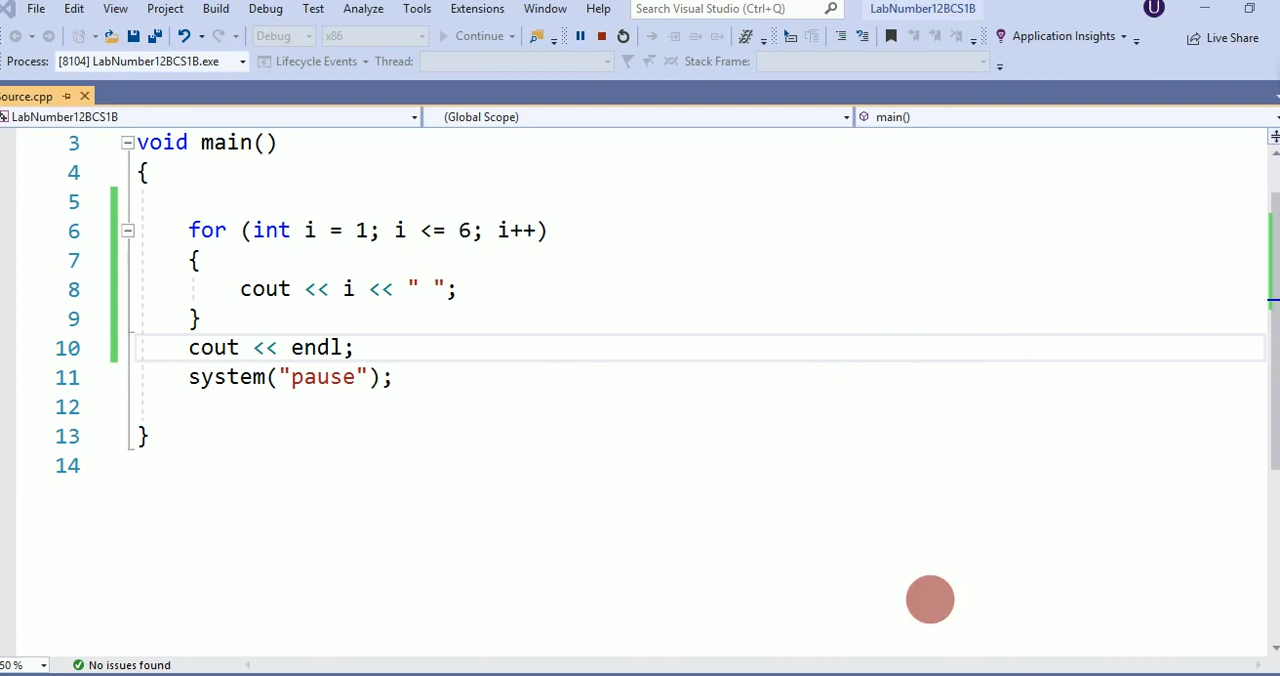 File Edit View Project Build Debug Test Analyze Tools Extensions Window Help Search Visual Studio (Ctrl+Q) LabNumber12BCS1B U
Debug x86 Continue Application Insights Live Share
Process: [8104] LabNumber12BCS1B.exe Lifecycle Events Thread: Stack Frame:
Source.cpp
LabNumber12BCS1B (Global Scope) main()
3 void main()
4 {
5
6 for (int i = 1; i <= 6; i++)
7 {
8 cout << i << " ";
9 }
10 cout << endl;
11 system("pause");
12
13 }
14
50 % No issues found